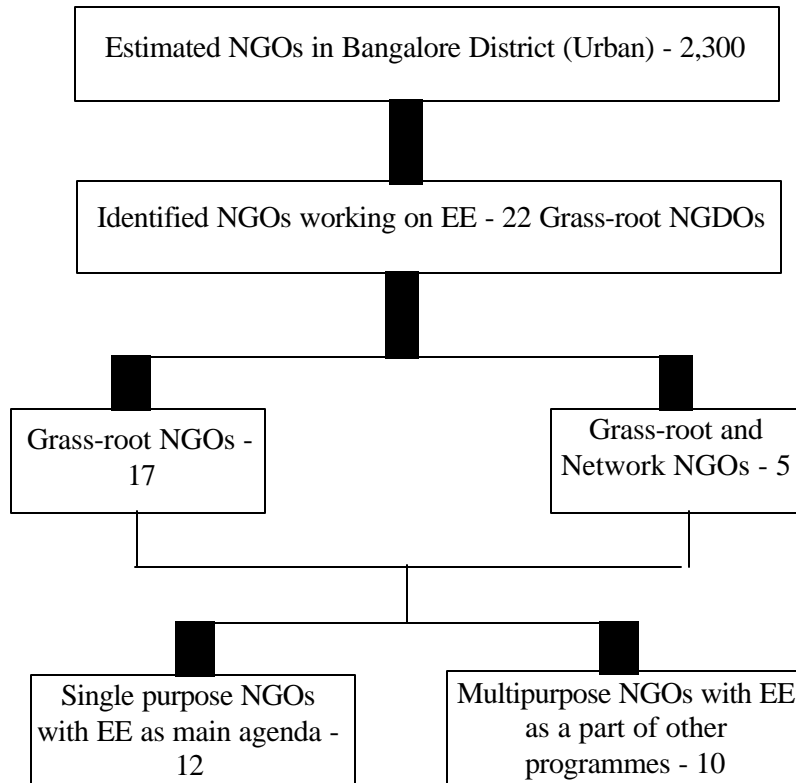 Estimated NGOs in Bangalore District (Urban) - 2,300
Identified NGOs working on EE - 22 Grass-root NGDOs
Grass-root NGOs -
17
Grass-root and
Network NGOs - 5
Single purpose NGOs
with EE as main agenda -
12
Multipurpose NGOs with EE
as a part of other
programmes - 10